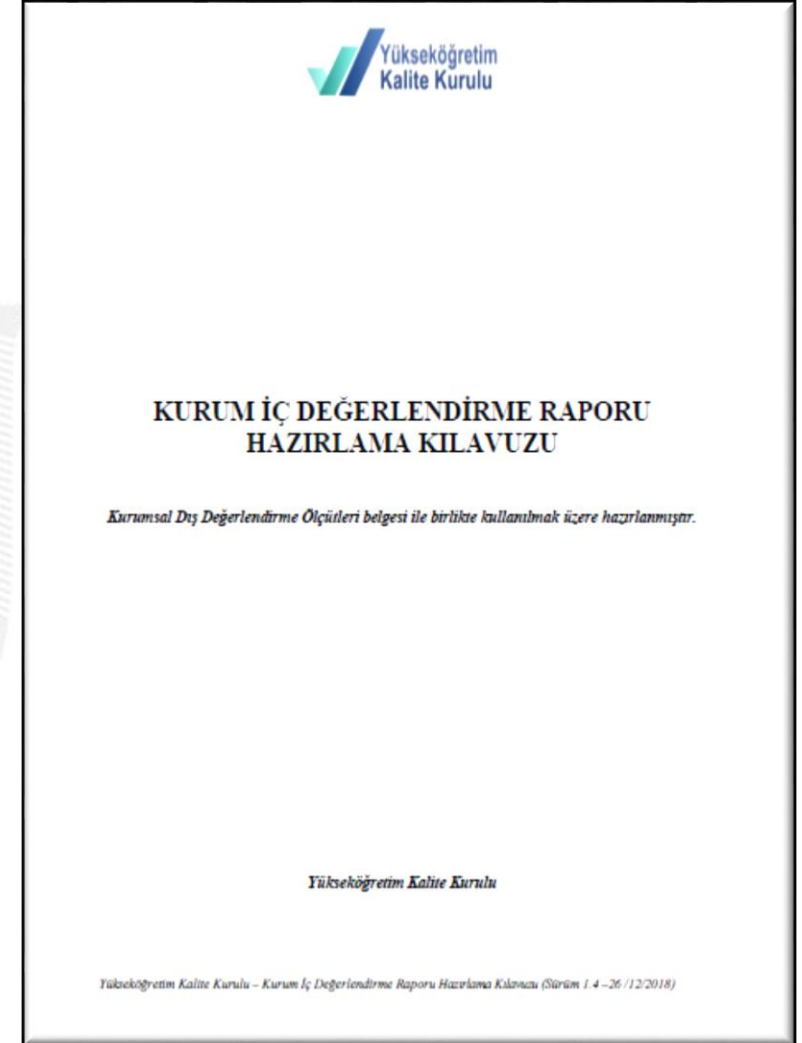 Yükseköğretim
Kalite Kurulu
KURUM İÇ DEĞERLENDİRME RAPORU
HAZIRLAMA KILAVUZU
Kurumsal Dış Değerlendirme Ölçütleri belgesi ile birlikte kullanılmak üzere hazırlanmıştır.
Yükseköğretim Kalite Kurulu
Yükseköğretim Kalite Kurulu – Kurum İç Değerlendirme Raporu Hazırlama Kılavuzu (Sürüm 1.4 –26 /12/2018)